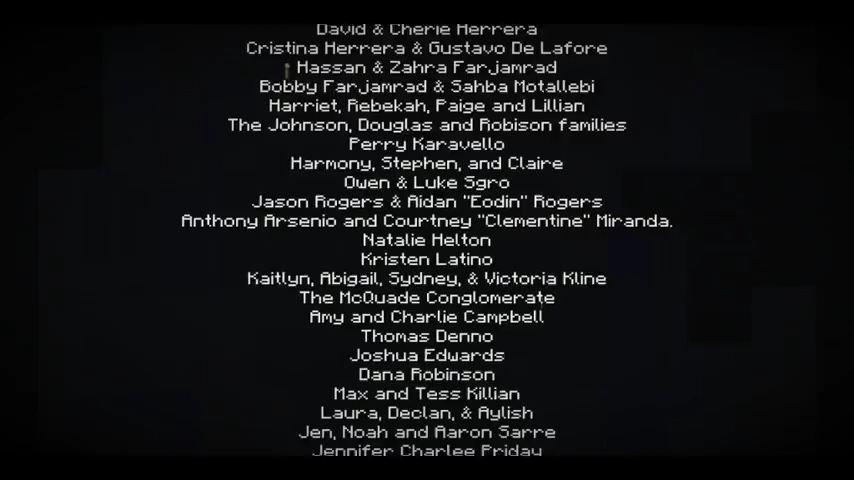 David & Cherie Herrera
Cristina Herrera & Gustavo De Lafore
Hassan & Zahra Farjamrad
Bobby Farjamrad & Sahba Motallebi
Harriet, Rebekah, Paige and Lillian
The Johnson, Douglas and Robison families
Perry Karavello
Harmony, Stephen, and Claire
Owen & Luke Sgro
Jason Rogers & Aidan "Eodin" Rogers
Anthony Arsenio and Courtney "Clementine" Miranda.
Natalie Helton
Kristen Latino
Kaitlyn, Abigail, Sydney, & Victoria Kline
The McQuade Conglomerate
Amy and Charlie Campbell
Thomas Denno
Joshua Edwards
Dana Robinson
Max and Tess Killian
Laura, Declan, & Aylish
Jen, Noah and Aaron Sarre
Jennifer Charlee Priday